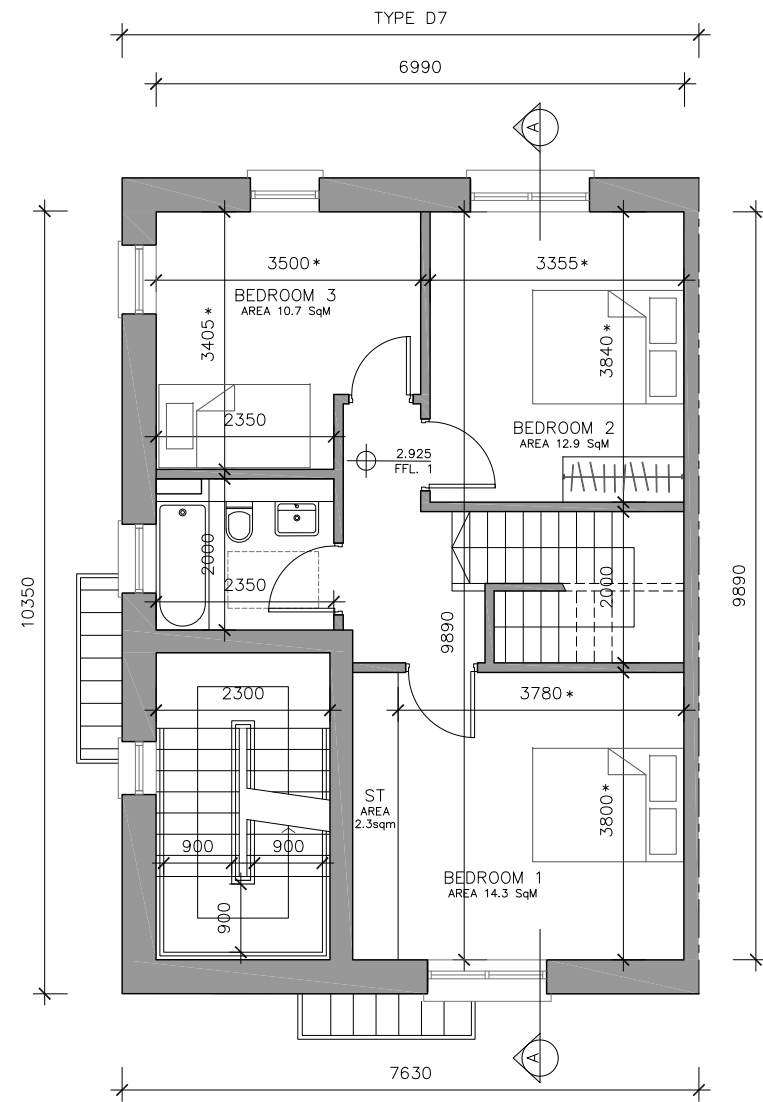 TYPE D7
6990
A
3500*
3355*
BEDROOM 3
AREA 10.7 SqM
3405*
3840*
2350
BEDROOM 2
AREA 12.9 SqM
2.925
FFL. 1
2000
2350
2000
10350
9890
9890
2300
3780*
ST
AREA
2.3sqm
3800*
900
900
BEDROOM 1
AREA 14.3 SqM
900
A
7630